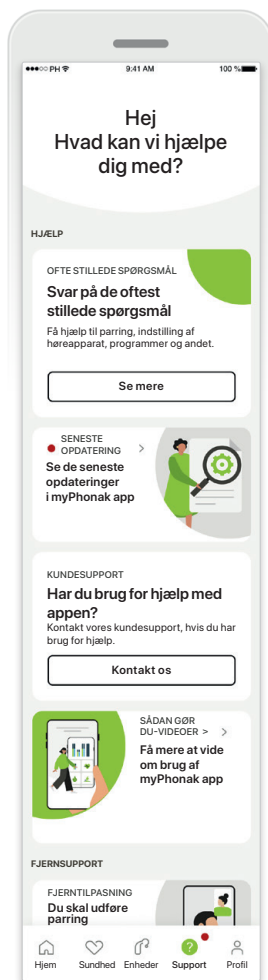 PH
9:41 AM
100 %
Hej
Hvad kan vi hjælpe
dig med?
HJÆLP
OFTE STILLEDE SPØRGSMÅL
Svar på de oftest
stillede spørgsmål
Få hjælp til parring, indstilling af
høreapparat, programmer og andet.
Se mere
SENESTE
OPDATERING >
Se de seneste
opdateringer
i myPhonak app
KUNDESUPPORT
Har du brug for hjælp med
appen?
Kontakt vores kundesupport, hvis du har
brug for hjælp.
Kontakt os
SÅDAN GØR
DU-VIDEOER > >
Få mere at vide
om brug af
myPhonak app
FJERNSUPPORT
FJERNTILPASNING
Du skal udføre
parring
Hjem
Sundhed
Enheder
Support
Profil